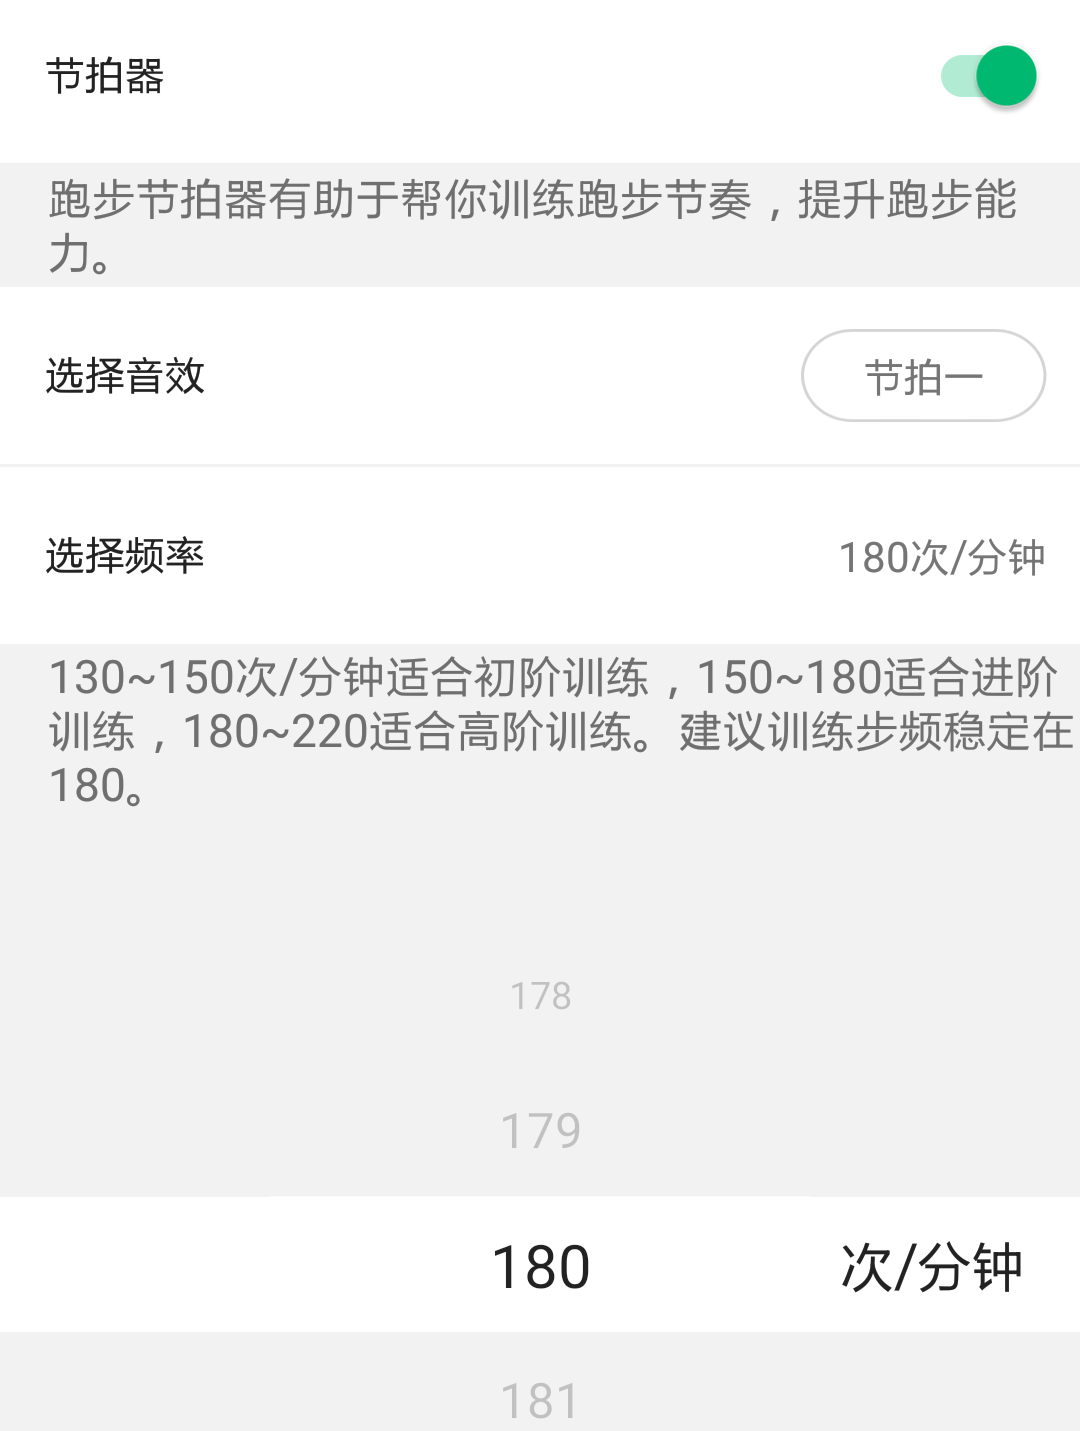 节拍器
跑步节拍器有助于帮你训练跑步节奏，提升跑步能
力。
选择音效
节拍一
选择频率
180次/分钟
130~150次/分钟适合初阶训练，150~180适合进阶
训练，180~220适合高阶训练。建议训练步频稳定在
180。
178
179
180 次/分钟
181